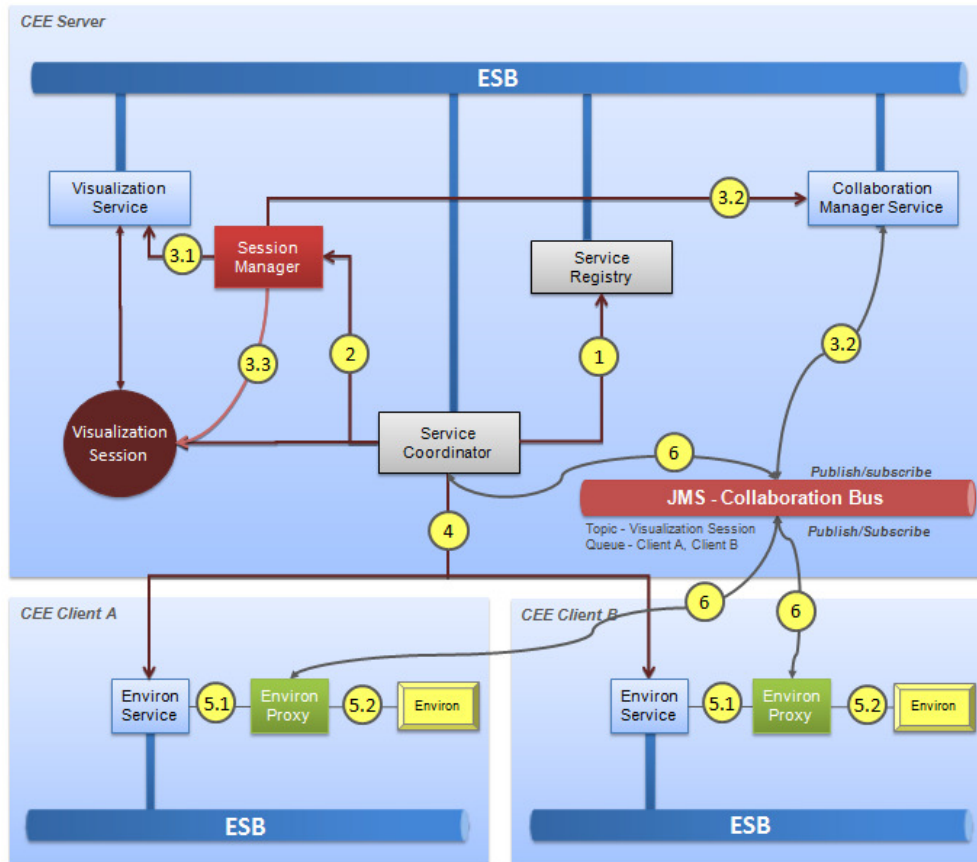 CEE Server
ESB
Visualization
Service
3.2
Collaboration
Manager Service
3.1
Session
Manager
Service
Registry
3.3
2
1
3.2
Visualization
Session
Service
Coordinator
6
Publish/subscribe
JMS - Collaboration Bus
4
Topic - Visualization Session
Queue - Client A, Client B
Publish/Subscribe
CEE Client A
6
CEE Client B
6
Environ
Service
5.1
Environ
Proxy
5.2
Environ
ESB
Environ
Service
5.1
Environ
Proxy
5.2
Environ
ESB